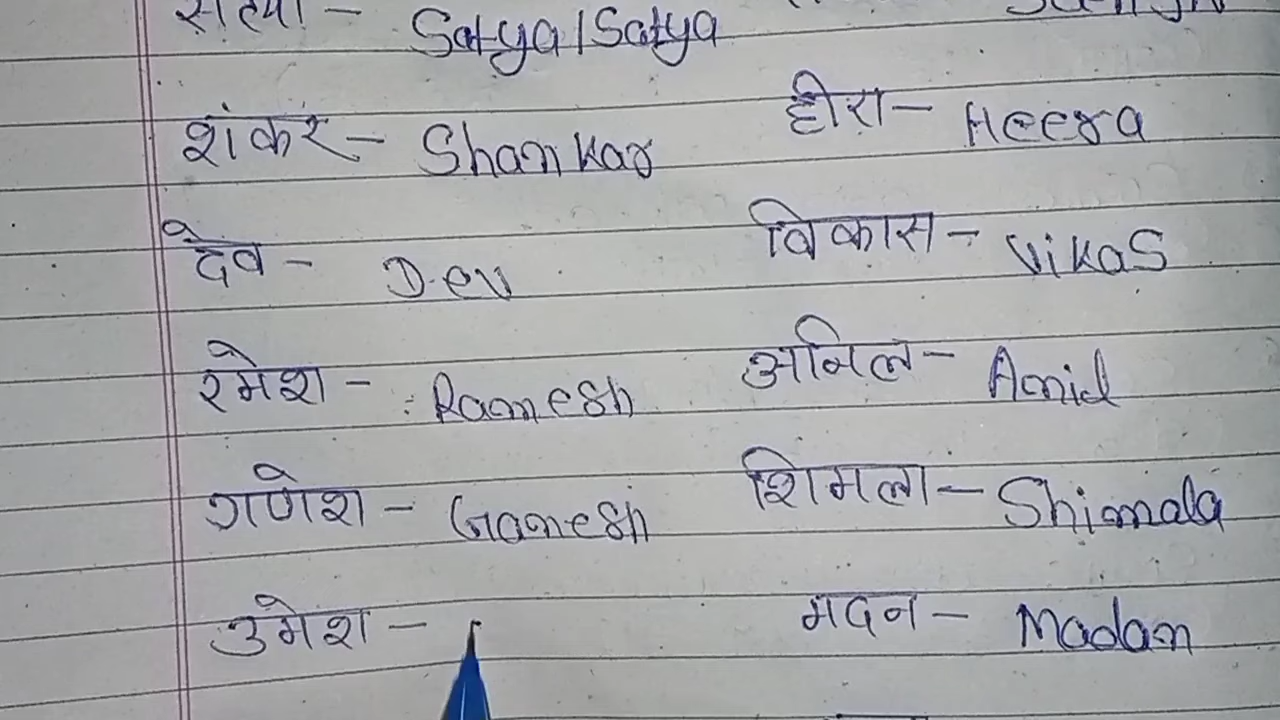 सत्या - Satya/Satya
शंकर - Shankar हीरा - Heera
देव - Dev विकास - Vikas
रमेश - Ramesh अनिल - Anil
गणेश - Ganesh शिमला - Shimala
उमेश - मदन - Madan